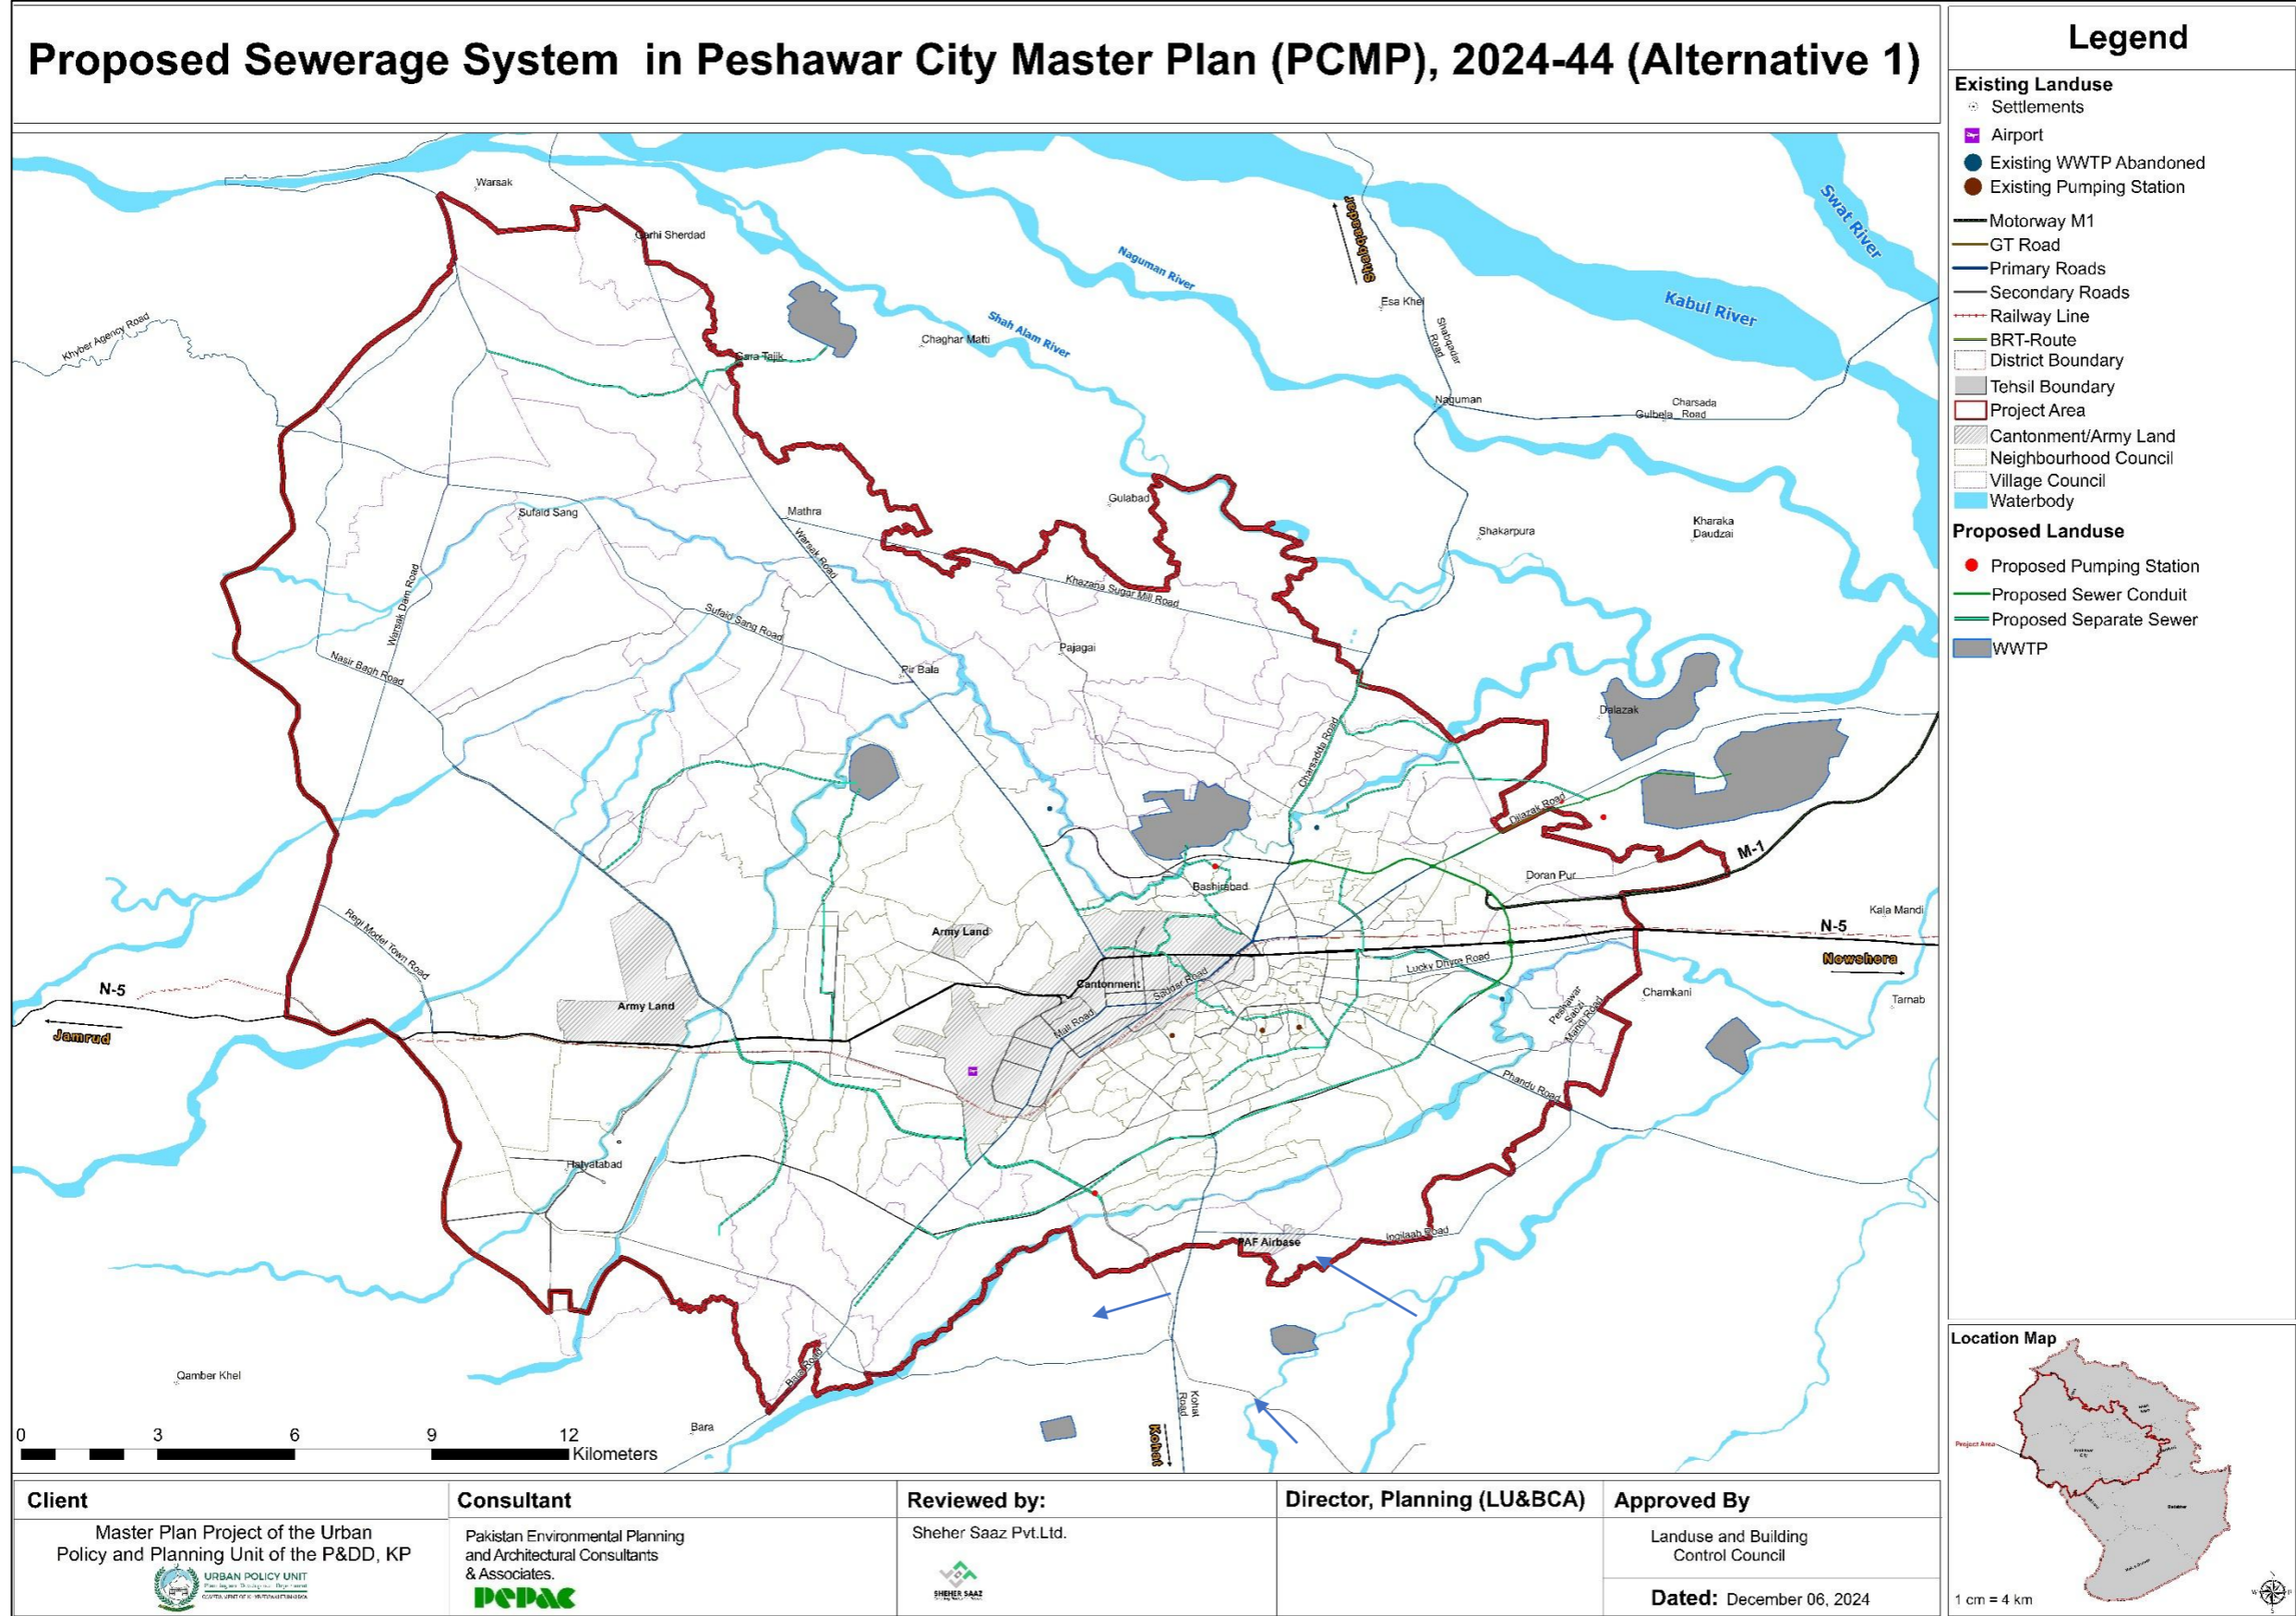 Proposed Sewerage System in Peshawar City Master Plan (PCMP), 2024-44 (Alternative 1)
Warsak
Garhi Sherdad
Khyber Agency Road
Gara Tajik
Chaghar Matti
Shah Alam River
Naguman River
Shabqadar
Esa Khel
Shabqadar
Road
Kabul River
Swat River
Naguman
Charsada
Gulbela Road
Sufaid Sang
Mathra
Warsak Road
Gulabad
Shakarpura
Kharaka
Daudzai
Khazana Sugar Mill Road
Warsak Dam Road
Sufaid Sang Road
Nasir Bagh Road
Pir Bala
Pajagai
Charsadda Road
Dalazak
Dilazak Road
M-1
Bashirabad
Doran Pur
Kala Mandi
Regi Model Town Road
Army Land
N-5
Nowshera
Lucky Dhyre Road
N-5
Jamrud
Army Land
Cantonment
Saddar Road
Mall Road
Peshawar
Sabzi
Mandi Road
Chamkani
Tarnab
Phandu Road
Hayatabad
PAF Airbase
Inqilaab Road
Bara Road
Qamber Khel
Bara
Kohat
Road
Kohat
0 3 6 9 12
Kilometers
Legend
Existing Landuse
Settlements
Airport
Existing WWTP Abandoned
Existing Pumping Station
Motorway M1
GT Road
Primary Roads
Secondary Roads
Railway Line
BRT-Route
District Boundary
Tehsil Boundary
Project Area
Cantonment/Army Land
Neighbourhood Council
Village Council
Waterbody
Proposed Landuse
Proposed Pumping Station
Proposed Sewer Conduit
Proposed Separate Sewer
WWTP
Location Map
Project Area
1 cm = 4 km
Client
Master Plan Project of the Urban
Policy and Planning Unit of the P&DD, KP
URBAN POLICY UNIT
Consultant
Pakistan Environmental Planning
and Architectural Consultants
& Associates.
PEPAC
Reviewed by:
Sheher Saaz Pvt.Ltd.
SHEHER SAAZ
Director, Planning (LU&BCA)
Approved By
Landuse and Building
Control Council
Dated: December 06, 2024